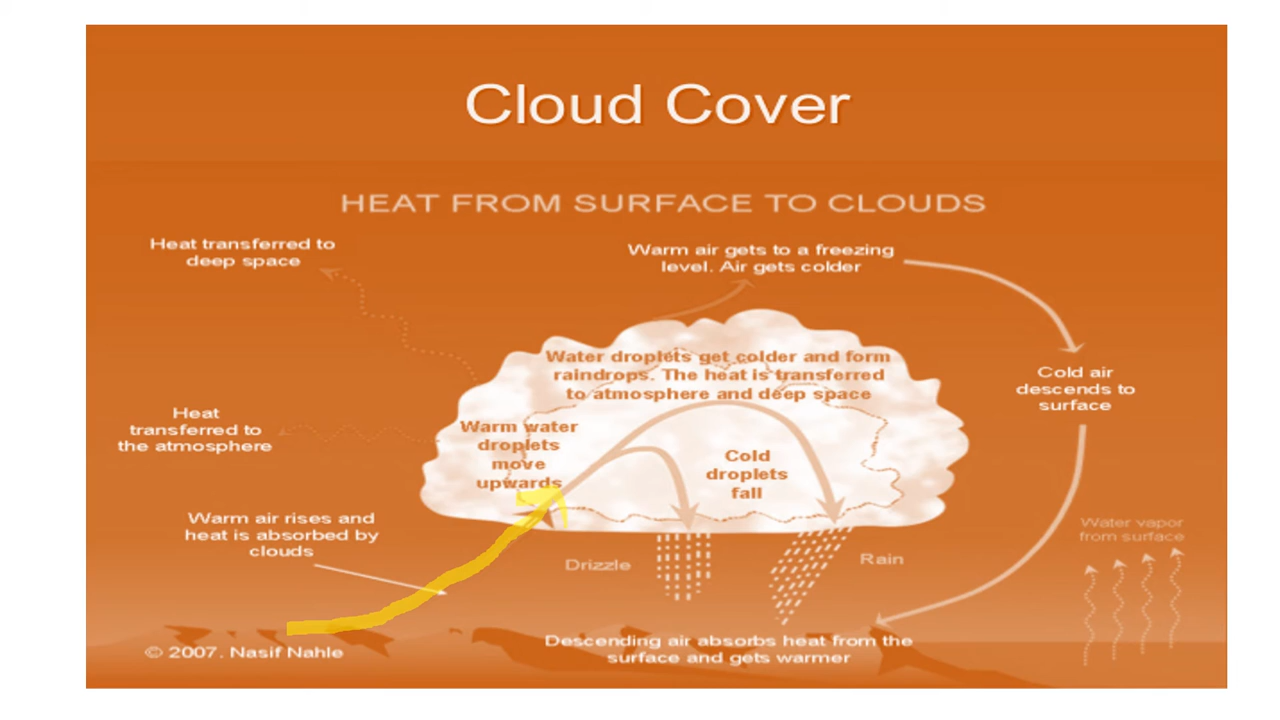 Cloud Cover
HEAT FROM SURFACE TO CLOUDS
Heat transferred to
deep space
Warm air gets to a freezing
level. Air gets colder
Water droplets get colder and form
raindrops. The heat is transferred
to atmosphere and deep space
Cold air
descends to
surface
Heat
transferred to
the atmosphere
Warm water
droplets
move
upwards
Cold
droplets
fall
Warm air rises and
heat is absorbed by
clouds
Drizzle
Rain
Water vapor
from surface
Descending air absorbs heat from the
surface and gets warmer
© 2007. Nasif Nahle